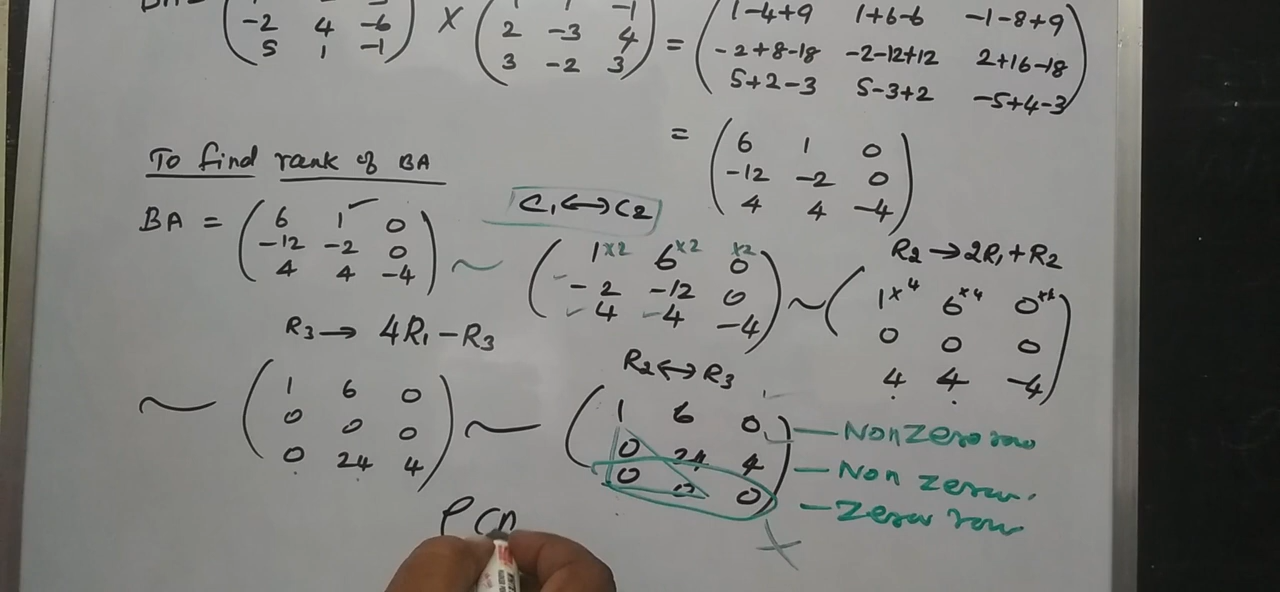 BA=
-2 4 -6
5 1 -1
×
1 1 -1
2 -3 4
3 -2 3
=
1-4+9 1+6-6 -1-8+9
-2+8-18 -2-12+12 2+16-18
5+2-3 5-3+2 -5+4-3
=
6 1 0
-12 -2 0
4 4 -4
To find rank of BA
BA =
6 1 0
-12 -2 0
4 4 -4
~
C1↔C2
1×2 6×2 0×2
-2 -12 0
4 4 -4
~
R2→2R1+R2
1×4 6×4 0×4
0 0 0
4 4 -4
R3→ 4R1-R3
~
1 6 0
0 0 0
0 24 4
R2↔R3
~
1 6 0 — Non zero row
0 24 4 — Non zero
0 0 0 — Zero row
×
ρ(